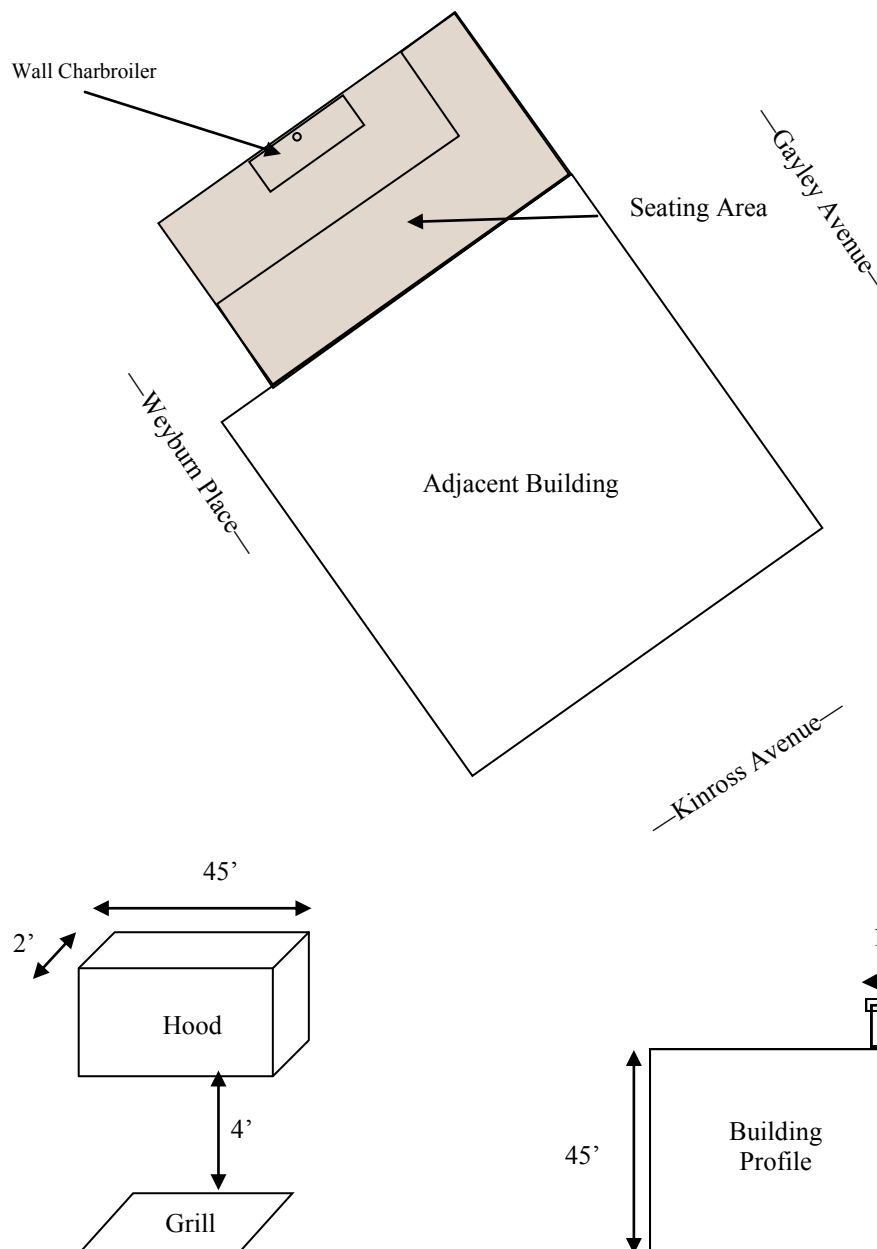 Wall Charbroiler
—Gayley Avenue—
Seating Area
—Weyburn Place—
Adjacent Building
—Kinross Avenue—
45’
2’
Hood
4’
Building
Profile
45’
Grill